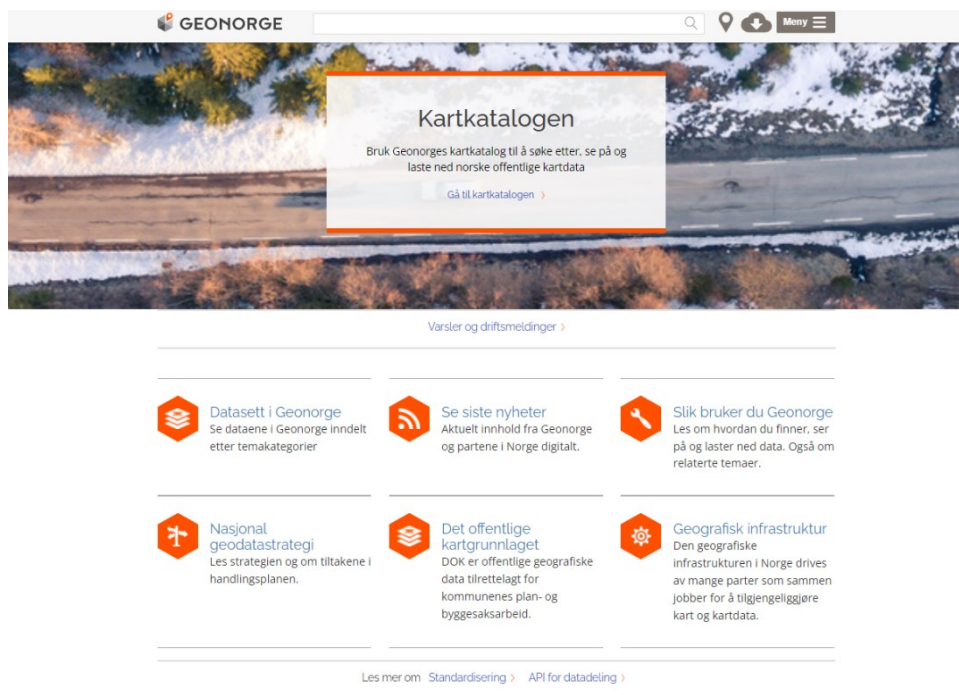 GEONORGE
Meny
Kartkatalogen
Bruk Geonorges kartkatalog til å søke etter, se på og
laste ned norske offentlige kartdata
Gå til kartkatalogen
Varsler og driftsmeldinger
Datasett i Geonorge
Se dataene i Geonorge inndelt
etter temakategorier
Se siste nyheter
Aktuelt innhold fra Geonorge
og partene i Norge digitalt.
Slik bruker du Geonorge
Les om hvordan du finner, ser
på og laster ned data. Også om
relaterte temaer.
Nasjonal
geodatastrategi
Les strategien og om tiltakene i
handlingsplanen.
Det offentlige
kartgrunnlaget
DOK er offentlige geografiske
data tilrettelagt for
kommunenes plan- og
byggesaksarbeid.
Geografisk infrastruktur
Den geografiske
infrastrukturen i Norge drives
av mange parter som sammen
jobber for å tilgjengeliggjøre
kart og kartdata.
Les mer om Standardisering API for datadeling